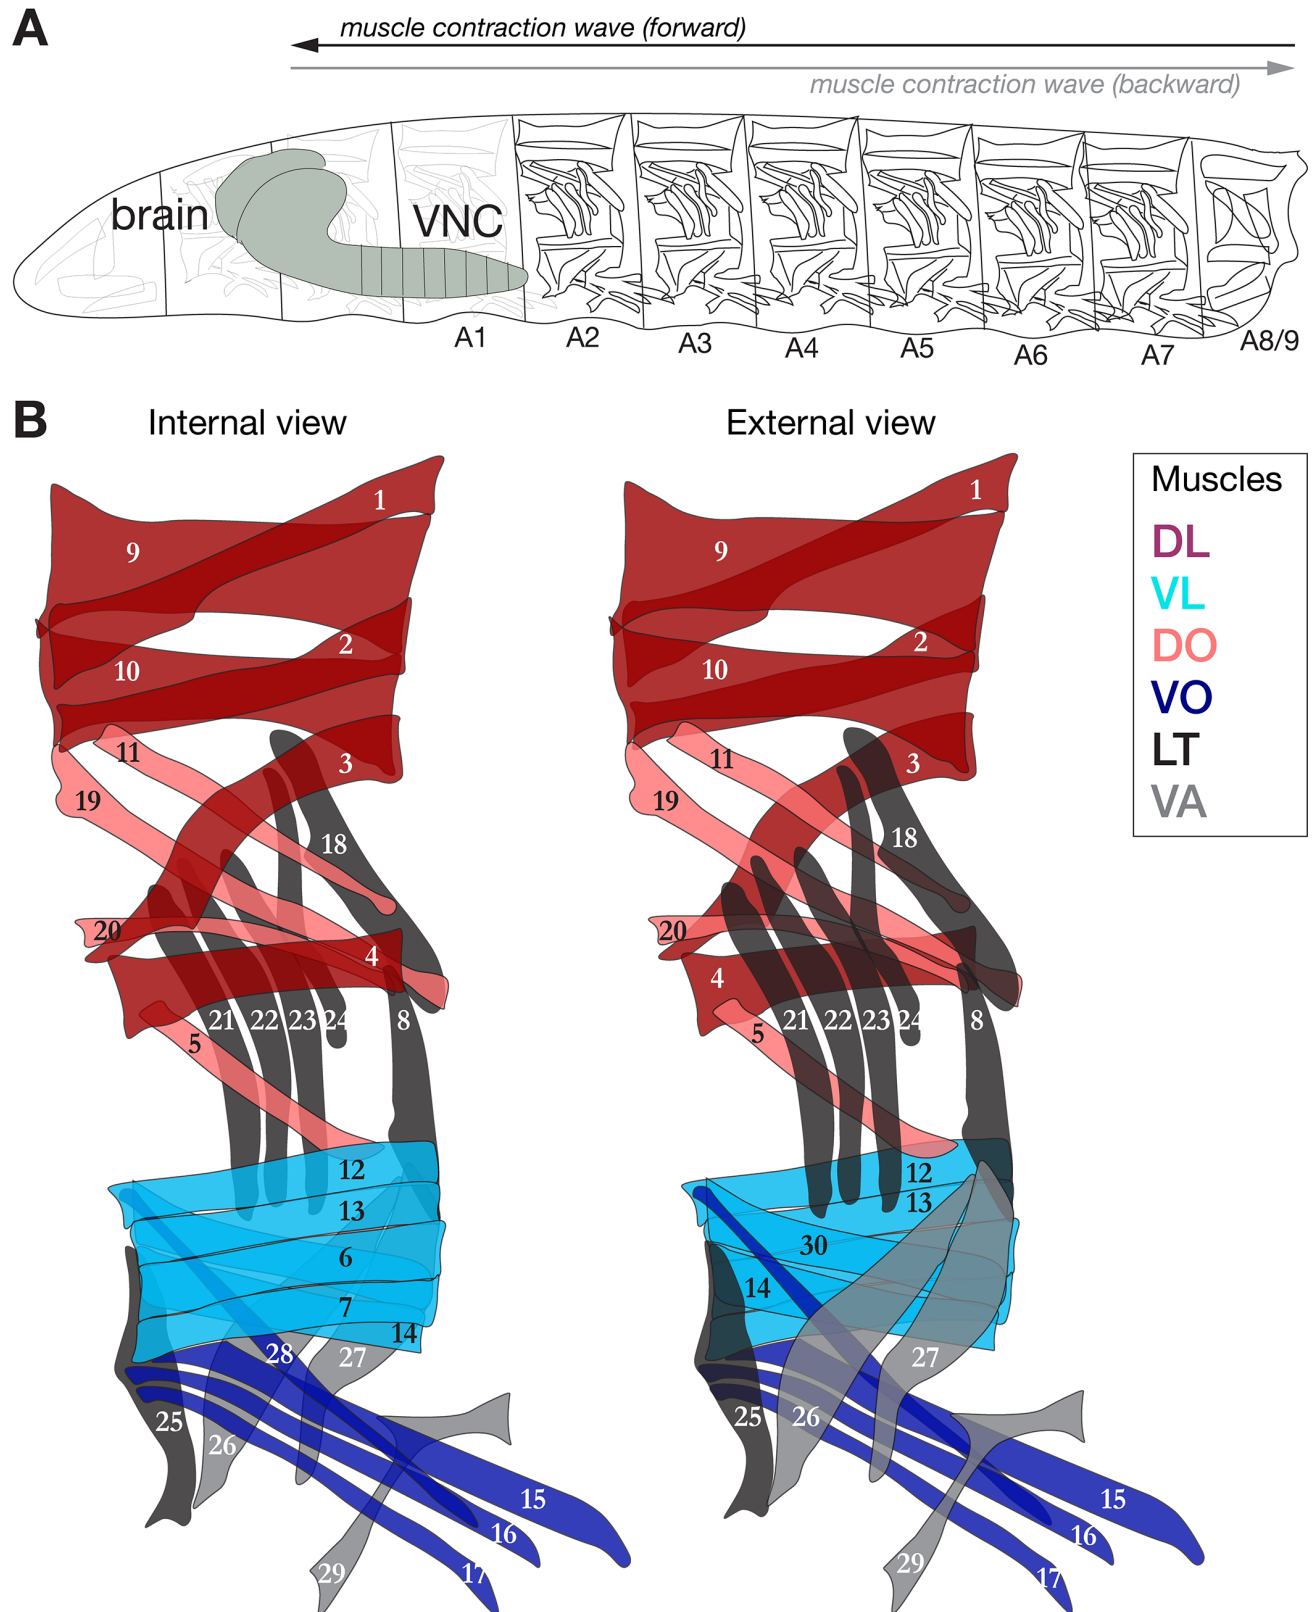 A
muscle contraction wave (forward)
muscle contraction wave (backward)
brain
VNC
A1
A2
A3
A4
A5
A6
A7
A8/9
B
Internal view
1
9
2
10
11
3
19
18
20
4
21
22
23
24
8
5
12
13
6
7
14
28
27
25
26
15
16
17
29
External view
1
9
2
10
11
3
19
18
20
4
21
22
23
24
8
5
12
13
30
14
27
25
26
15
16
17
29
Muscles
DL
VL
DO
VO
LT
VA